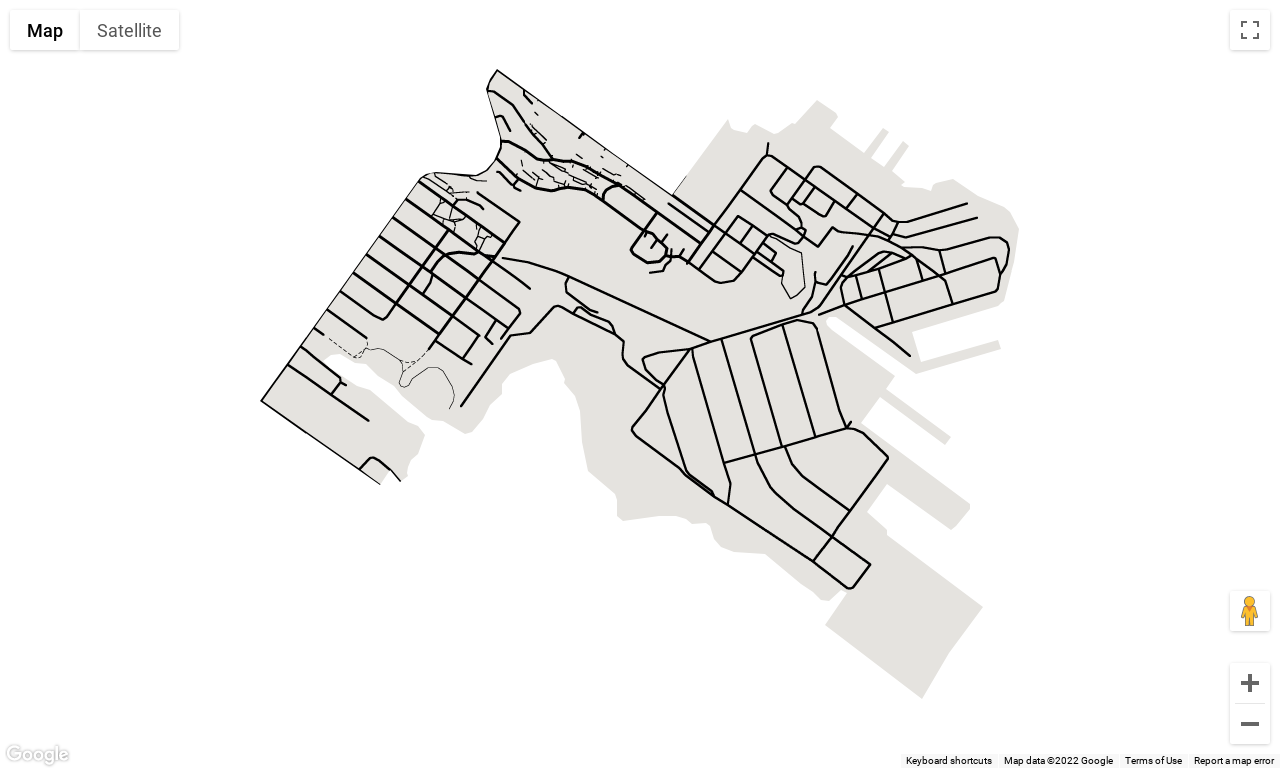 Map Satellite
Google
Keyboard shortcuts Map data ©2022 Google Terms of Use Report a map error